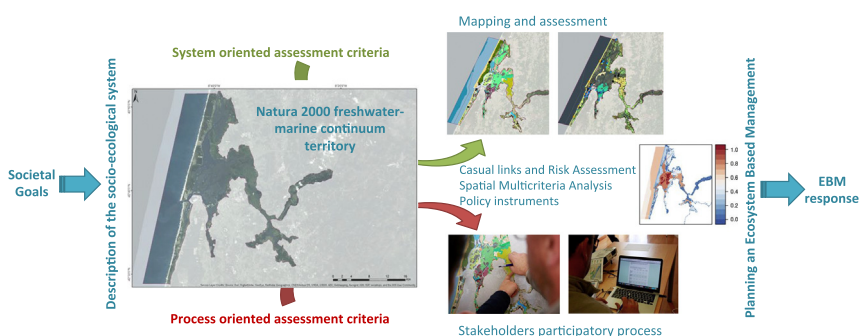 Societal
Goals
Description of the socio-ecological system
System oriented assessment criteria
Natura 2000 freshwater-
marine continuum
territory
Process oriented assessment criteria
Mapping and assessment
Casual links and Risk Assessment
Spatial Multicriteria Analysis
Policy instruments
Stakeholders participatory process
1.0
0.8
0.6
0.4
0.2
0.0
Planning an Ecosystem Based Management
EBM
response